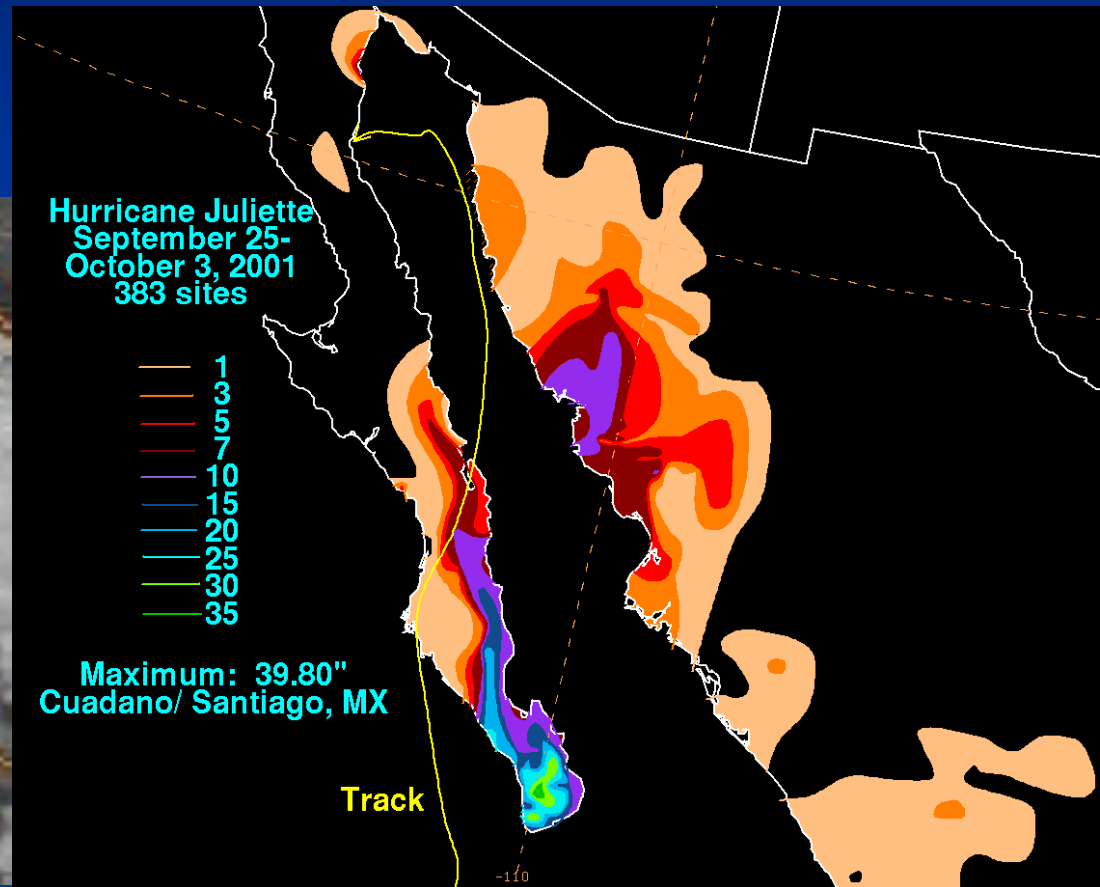 Hurricane Juliette
September 25-
October 3, 2001
383 sites
1
3
5
7
10
15
20
25
30
35
Maximum: 39.80"
Cuadano/ Santiago, MX
Track
-110